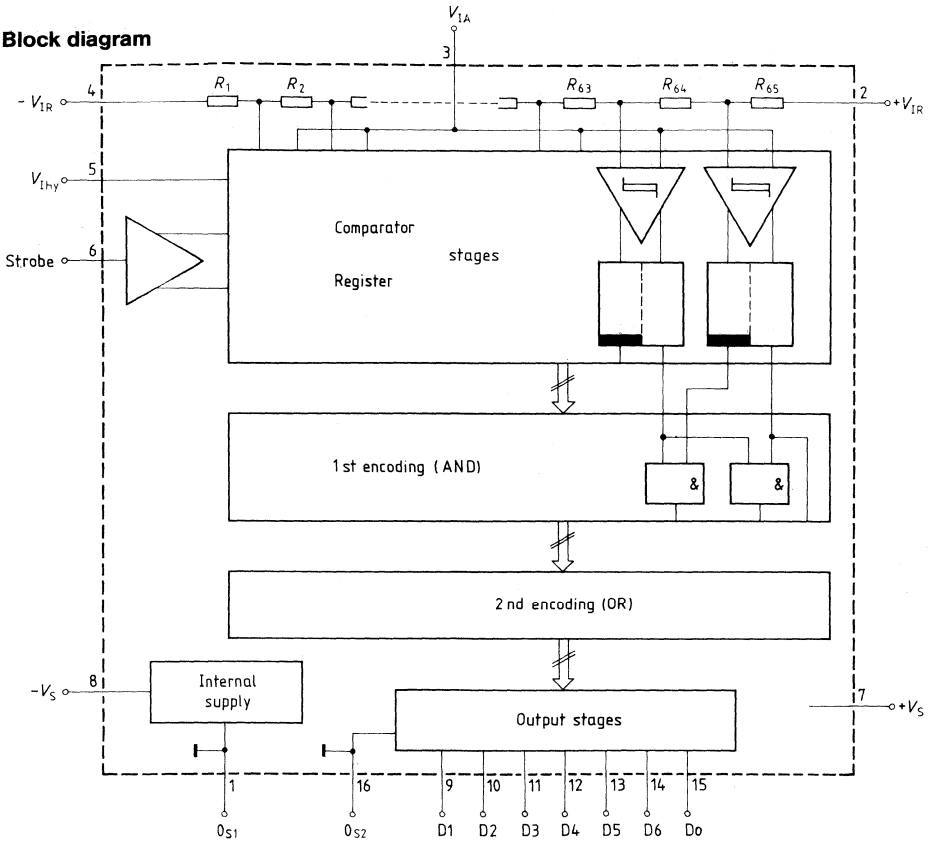 Block diagram
V_IA
3
4
R1
R2
R63
R64
R65
2
- V_IR
+V_IR
V_Ihy
5
Comparator
stages
Strobe
6
Register
1st encoding (AND)
&
&
2nd encoding (OR)
-V_S
8
Internal
supply
7
+V_S
Output stages
1
16
9
10
11
12
13
14
15
0_S1
0_S2
D1
D2
D3
D4
D5
D6
Do